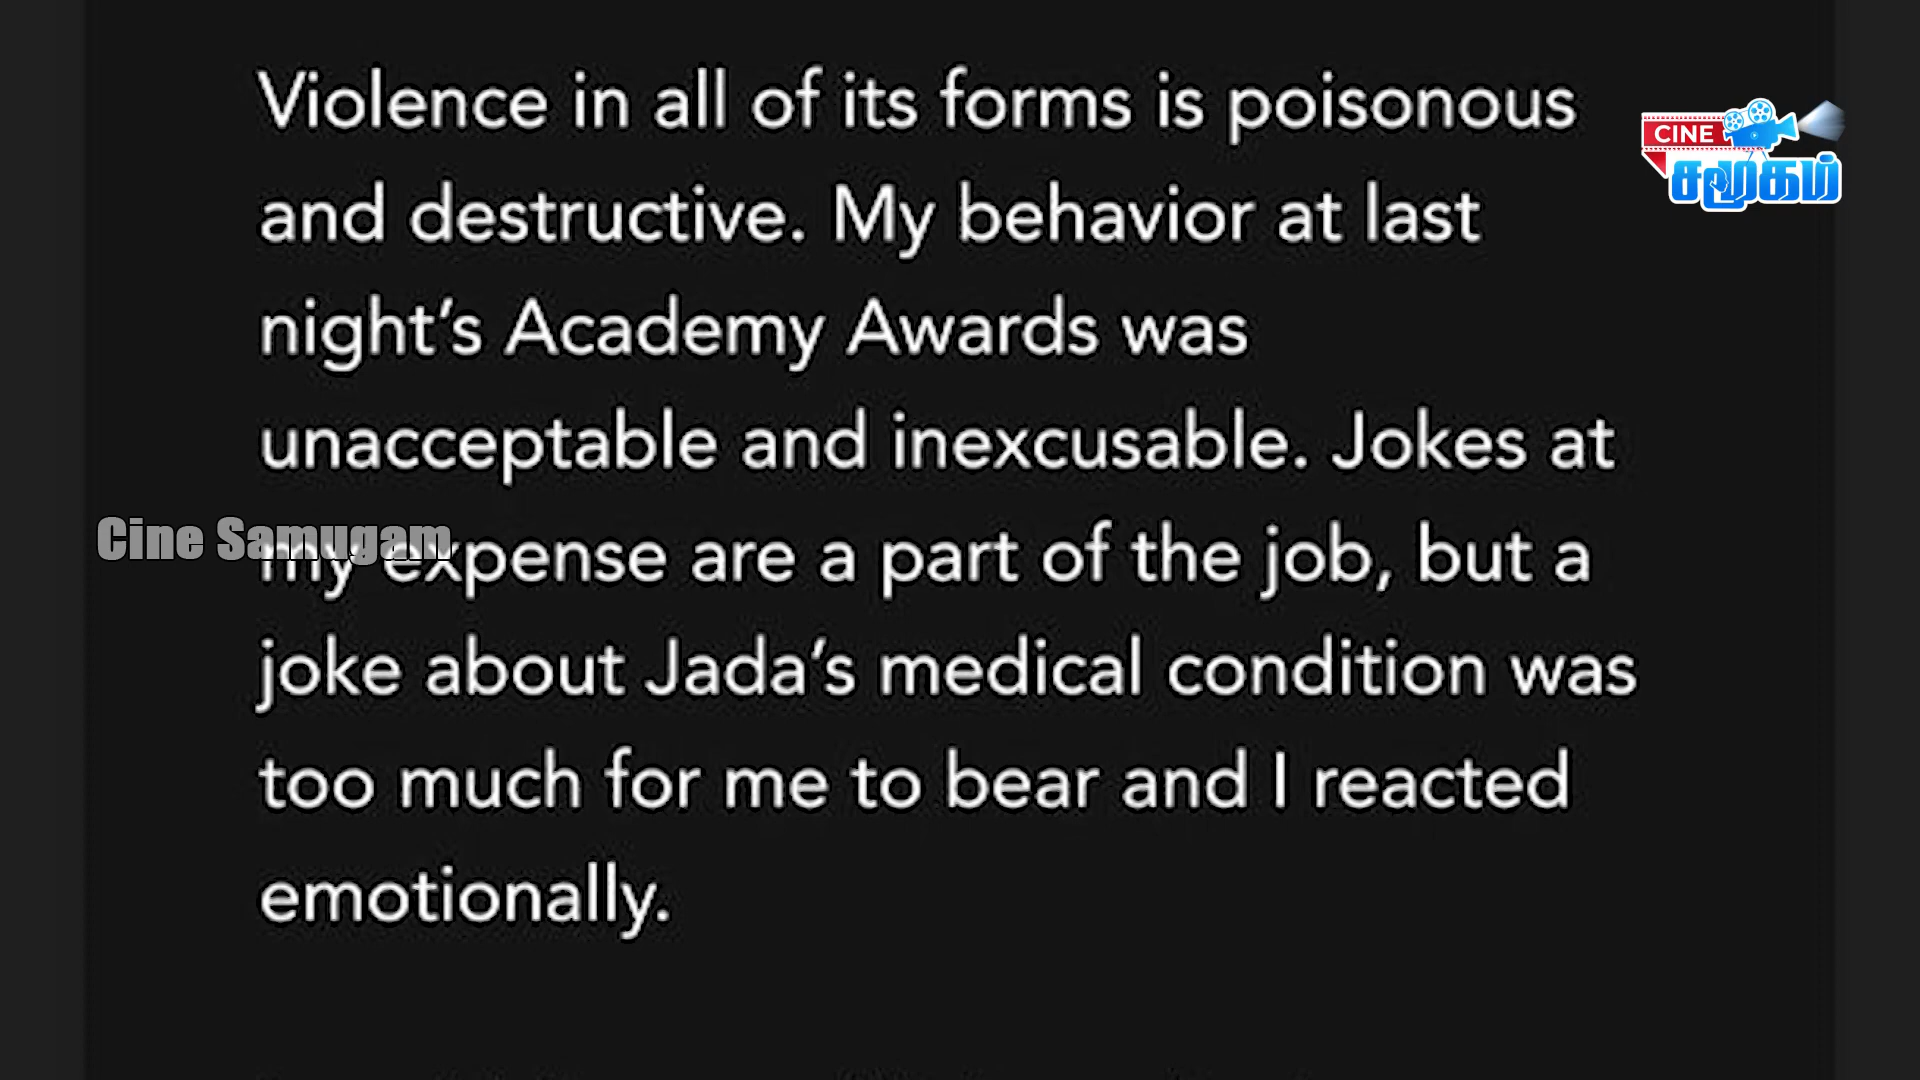 Violence in all of its forms is poisonous
and destructive. My behavior at last
night’s Academy Awards was
unacceptable and inexcusable. Jokes at
my expense are a part of the job, but a
joke about Jada’s medical condition was
too much for me to bear and I reacted
emotionally.
CINE
சமூகம்
Cine Samugam